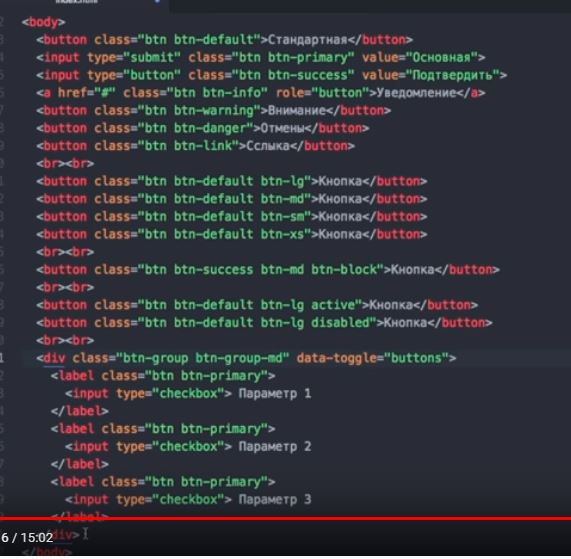 index.html
<body>
<button class="btn btn-default">Стандартная</button>
<input type="submit" class="btn btn-primary" value="Основная">
<input type="button" class="btn btn-success" value="Подтвердить">
<a href="#" class="btn btn-info" role="button">Уведомление</a>
<button class="btn btn-warning">Внимание</button>
<button class="btn btn-danger">Отмены</button>
<button class="btn btn-link">Сслыка</button>
<br><br>
<button class="btn btn-default btn-lg">Кнопка</button>
<button class="btn btn-default btn-md">Кнопка</button>
<button class="btn btn-default btn-sm">Кнопка</button>
<button class="btn btn-default btn-xs">Кнопка</button>
<br><br>
<button class="btn btn-success btn-md btn-block">Кнопка</button>
<br><br>
<button class="btn btn-default btn-lg active">Кнопка</button>
<button class="btn btn-default btn-lg disabled">Кнопка</button>
<br><br>
<div class="btn-group btn-group-md" data-toggle="buttons">
<label class="btn btn-primary">
<input type="checkbox"> Параметр 1
</label>
<label class="btn btn-primary">
<input type="checkbox"> Параметр 2
</label>
<label class="btn btn-primary">
<input type="checkbox"> Параметр 3
</label>
6 / 15:02
div>
</body>